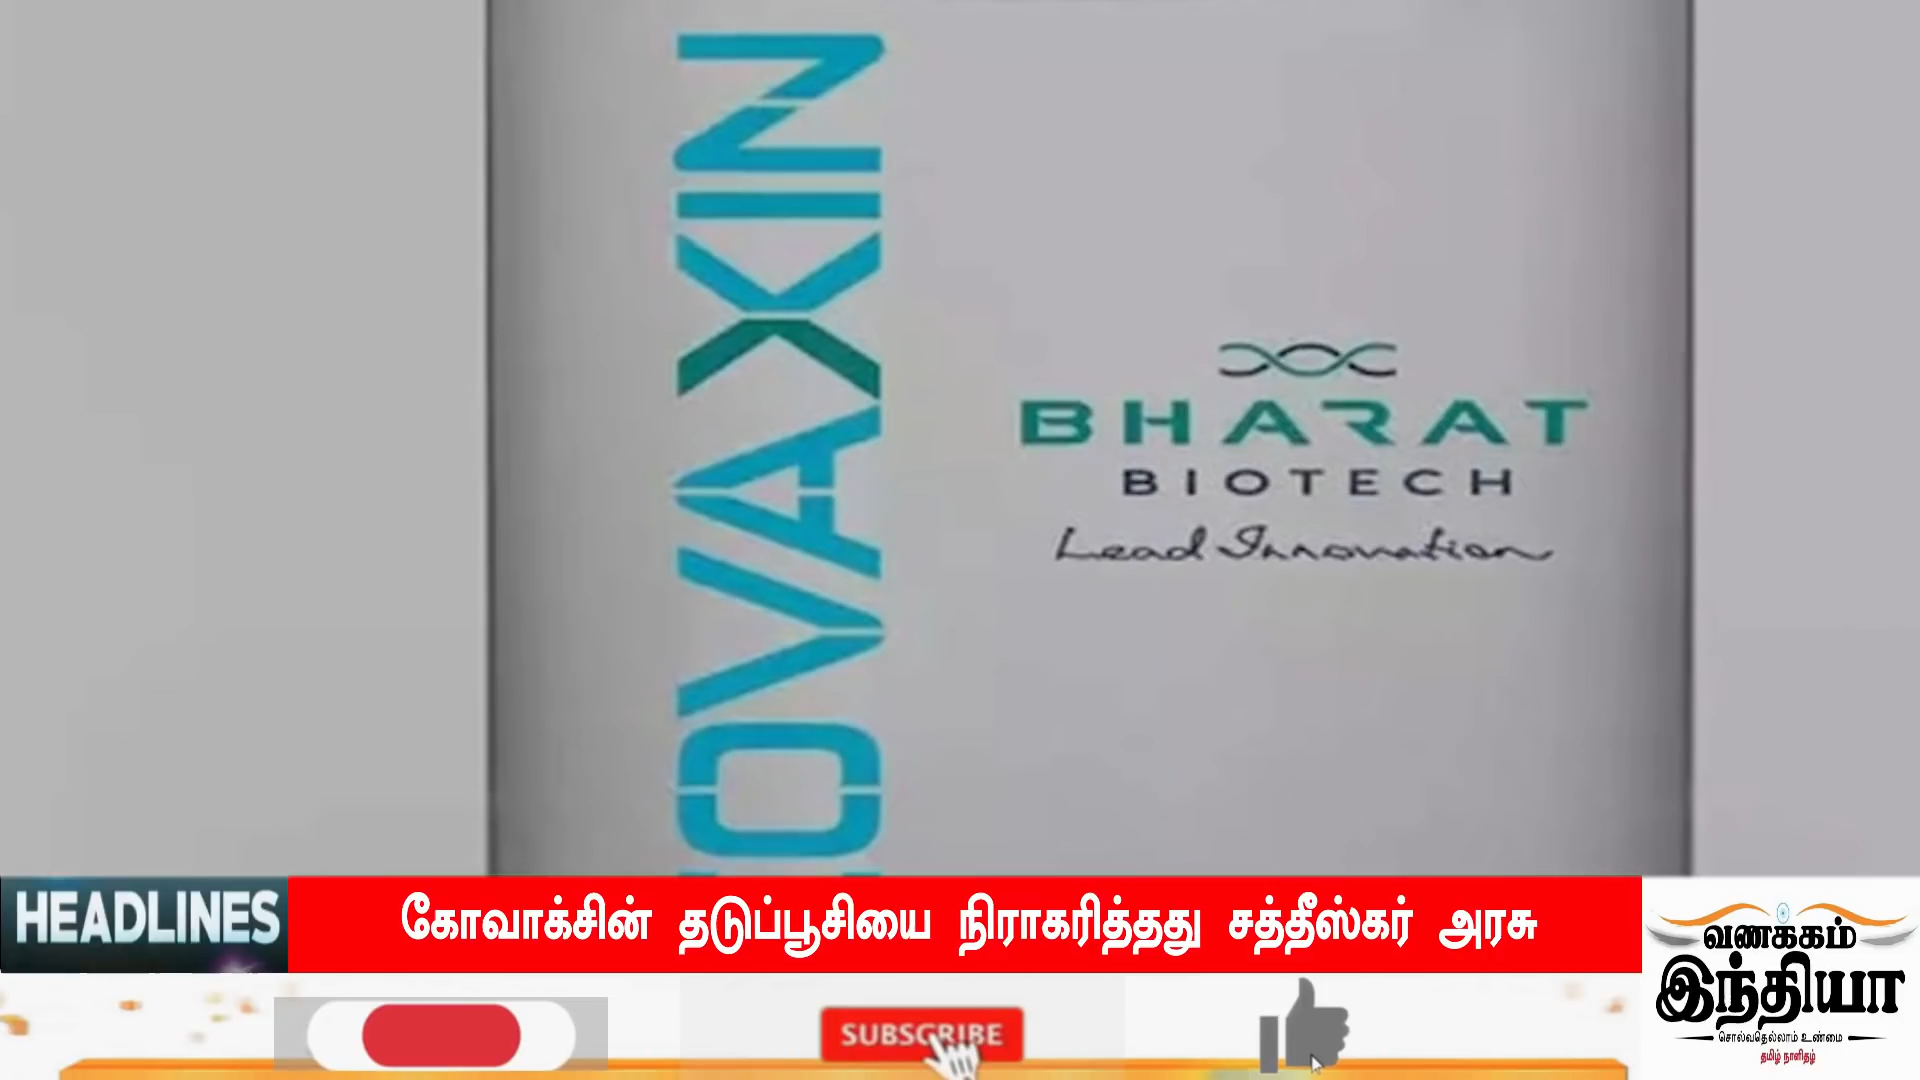 COVAXIN
BHARAT
BIOTECH
Lead Innovation
HEADLINES
கோவாக்சின் தடுப்பூசியை நிராகரித்தது சத்தீஸ்கர் அரசு
SUBSCRIBE
வணக்கம்
இந்தியா
சொல்வதெல்லாம் உண்மை
தமிழ் நாளிதழ்